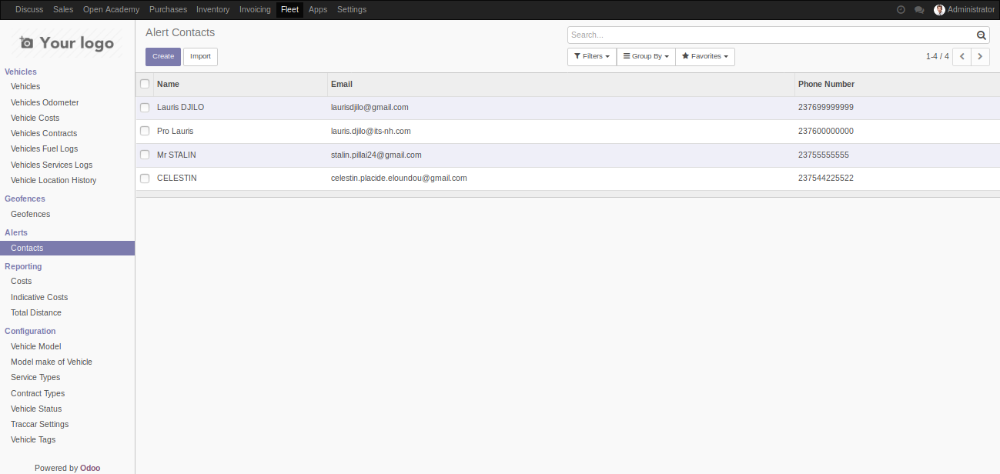 Discuss Sales Open Academy Purchases Inventory Invoicing Fleet Apps Settings Administrator
Your logo
Vehicles
Vehicles
Vehicles Odometer
Vehicle Costs
Vehicles Contracts
Vehicles Fuel Logs
Vehicles Services Logs
Vehicle Location History
Geofences
Geofences
Alerts
Contacts
Reporting
Costs
Indicative Costs
Total Distance
Configuration
Vehicle Model
Model make of Vehicle
Service Types
Contract Types
Vehicle Status
Traccar Settings
Vehicle Tags
Powered by Odoo
Alert Contacts
Search...
Create Import
Filters Group By Favorites 1-4 / 4
Name Email Phone Number
Lauris DJILO laurisdjilo@gmail.com 237699999999
Pro Lauris lauris.djilo@its-nh.com 237600000000
Mr STALIN stalin.pillai24@gmail.com 23755555555
CELESTIN celestin.placide.eloundou@gmail.com 237544225522